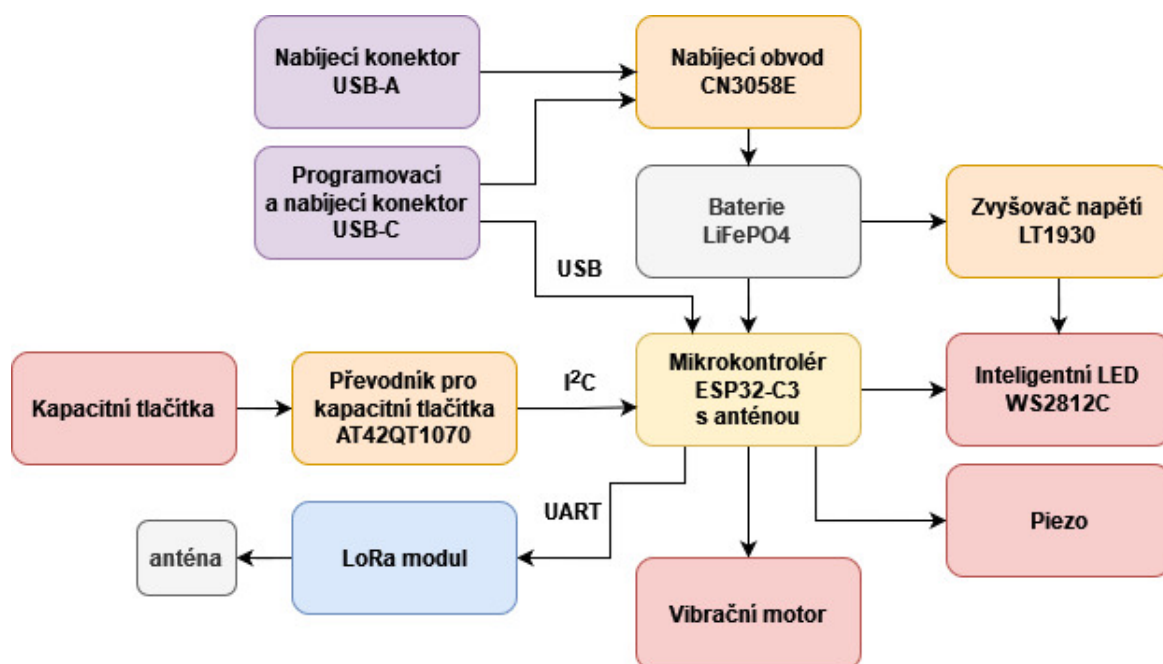 Nabíjecí konektor
USB-A
Nabíjecí obvod
CN3058E
Programovací
a nabíjecí konektor
USB-C
Baterie
LiFePO4
Zvyšovač napětí
LT1930
USB
Kapacitní tlačítka
Převodník pro
kapacitní tlačítka
AT42QT1070
I²C
Mikrokontrolér
ESP32-C3
s anténou
Inteligentní LED
WS2812C
anténa
LoRa modul
UART
Piezo
Vibrační motor